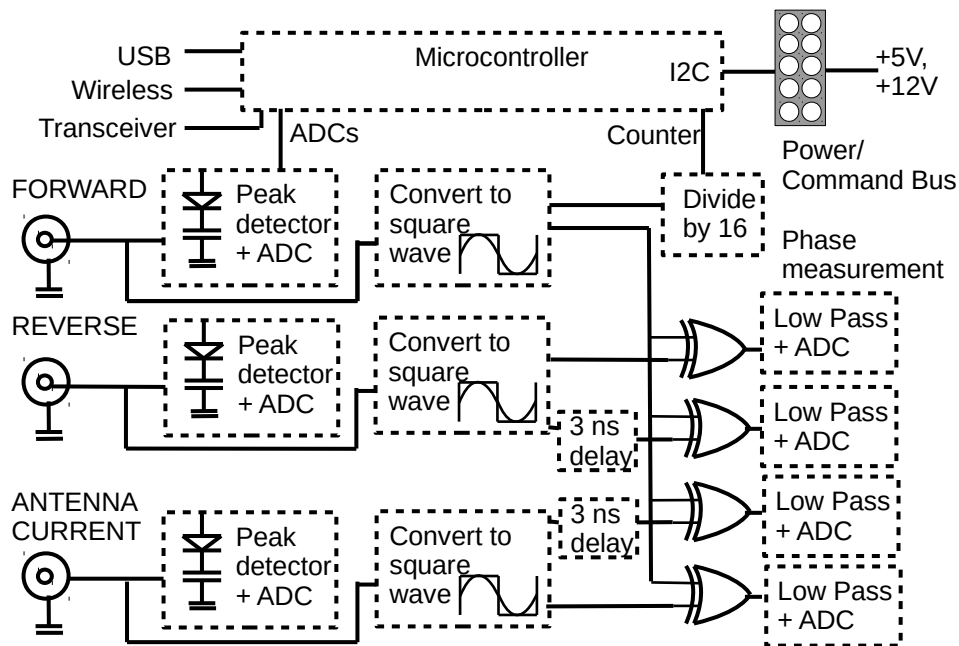 USB
Wireless
Transceiver
Microcontroller
I2C
+5V,
+12V
ADCs
Counter
Power/
Command Bus
FORWARD
Peak
detector
+ ADC
Convert to
square
wave
Divide
by 16
Phase
measurement
REVERSE
Peak
detector
+ ADC
Convert to
square
wave
Low Pass
+ ADC
3 ns
delay
Low Pass
+ ADC
ANTENNA
CURRENT
Peak
detector
+ ADC
Convert to
square
wave
3 ns
delay
Low Pass
+ ADC
Low Pass
+ ADC